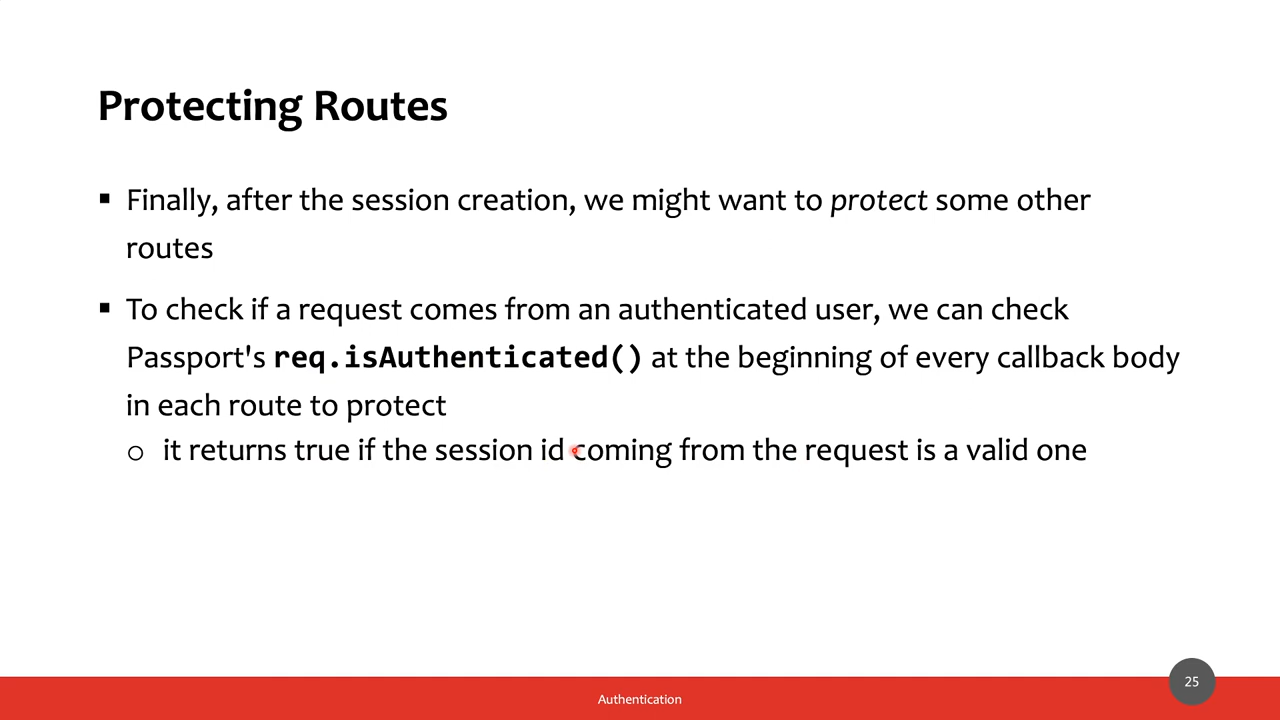 Protecting Routes
▪ Finally, after the session creation, we might want to protect some other
routes
▪ To check if a request comes from an authenticated user, we can check
Passport's req.isAuthenticated() at the beginning of every callback body
in each route to protect
o it returns true if the session id coming from the request is a valid one
25
Authentication